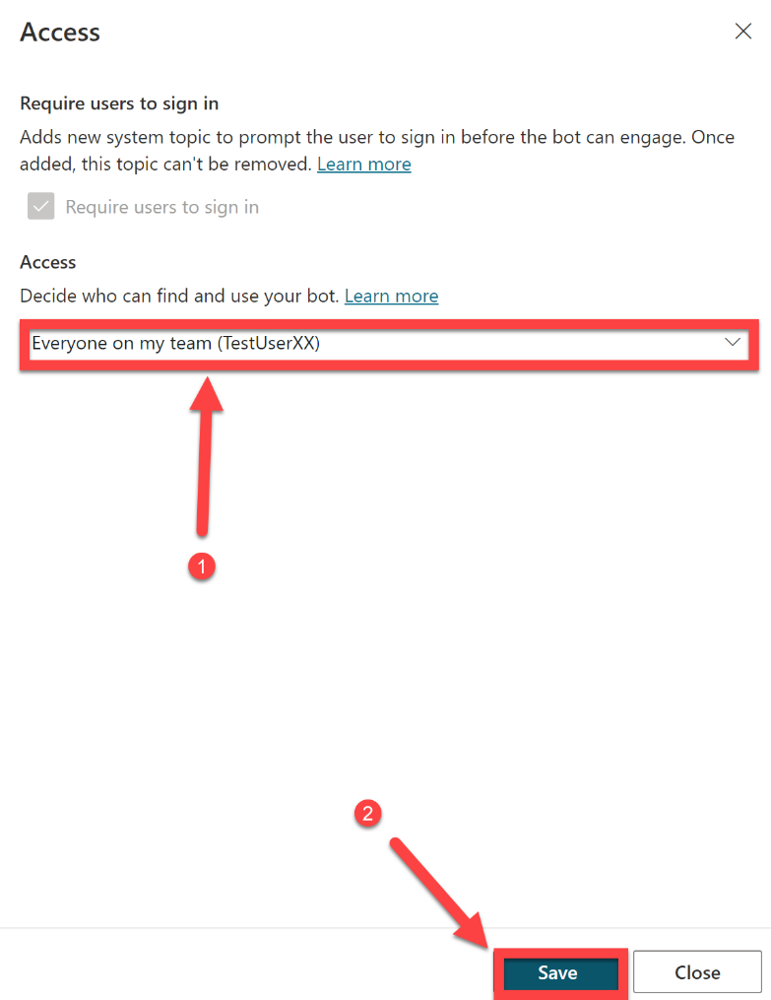 Access
Require users to sign in
Adds new system topic to prompt the user to sign in before the bot can engage. Once
added, this topic can't be removed. Learn more
Require users to sign in
Access
Decide who can find and use your bot. Learn more
Everyone on my team (TestUserXX)
1
2
Save
Close